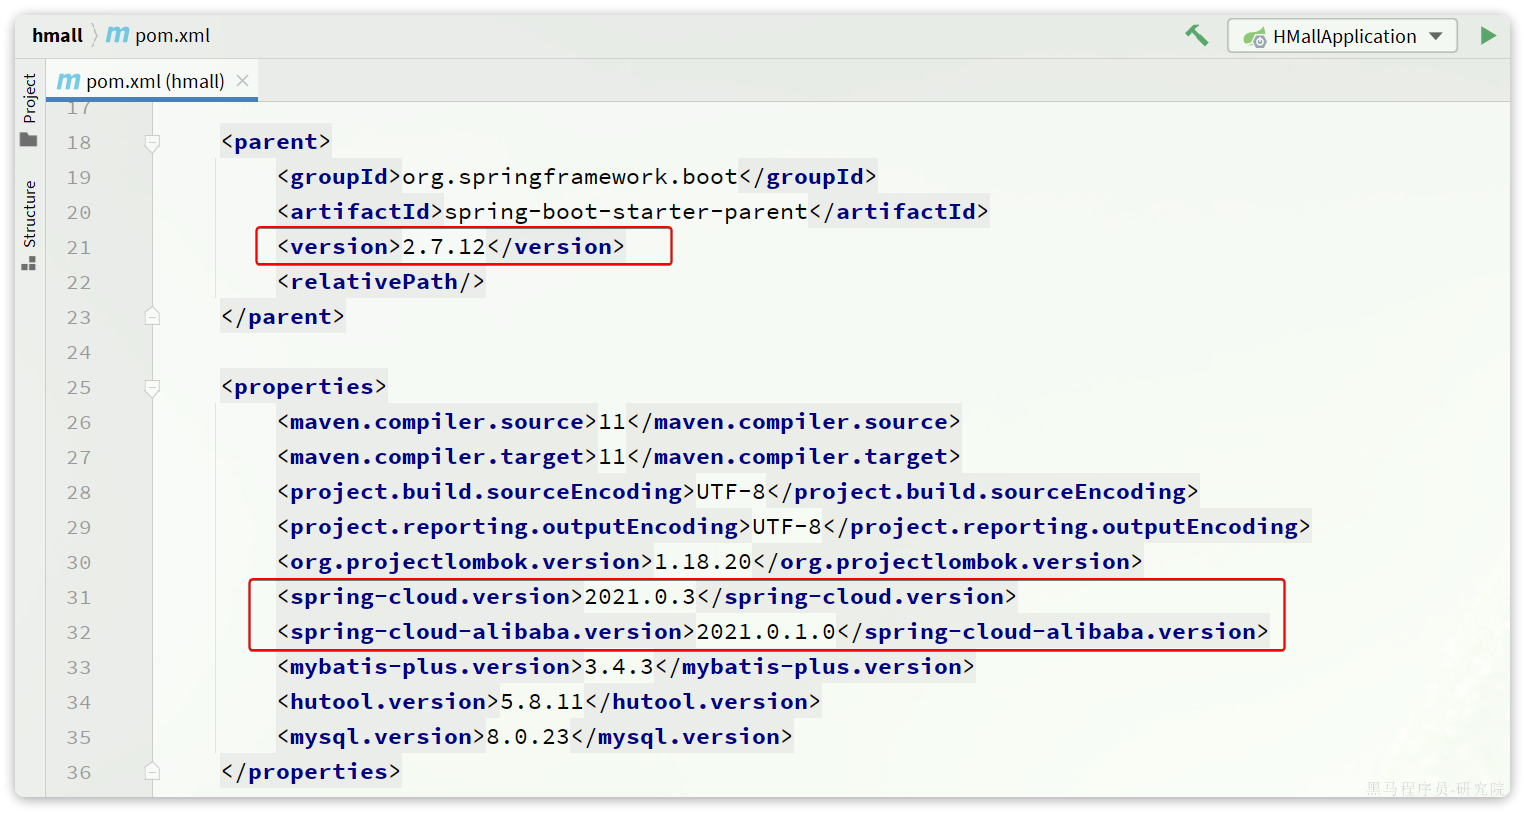 hmall pom.xml
HMallApplication
pom.xml (hmall)
Project
Structure
17
18 <parent>
19 <groupId>org.springframework.boot</groupId>
20 <artifactId>spring-boot-starter-parent</artifactId>
21 <version>2.7.12</version>
22 <relativePath/>
23 </parent>
24
25 <properties>
26 <maven.compiler.source>11</maven.compiler.source>
27 <maven.compiler.target>11</maven.compiler.target>
28 <project.build.sourceEncoding>UTF-8</project.build.sourceEncoding>
29 <project.reporting.outputEncoding>UTF-8</project.reporting.outputEncoding>
30 <org.projectlombok.version>1.18.20</org.projectlombok.version>
31 <spring-cloud.version>2021.0.3</spring-cloud.version>
32 <spring-cloud-alibaba.version>2021.0.1.0</spring-cloud-alibaba.version>
33 <mybatis-plus.version>3.4.3</mybatis-plus.version>
34 <hutool.version>5.8.11</hutool.version>
35 <mysql.version>8.0.23</mysql.version>
36 </properties>
黑马程序员-研究院